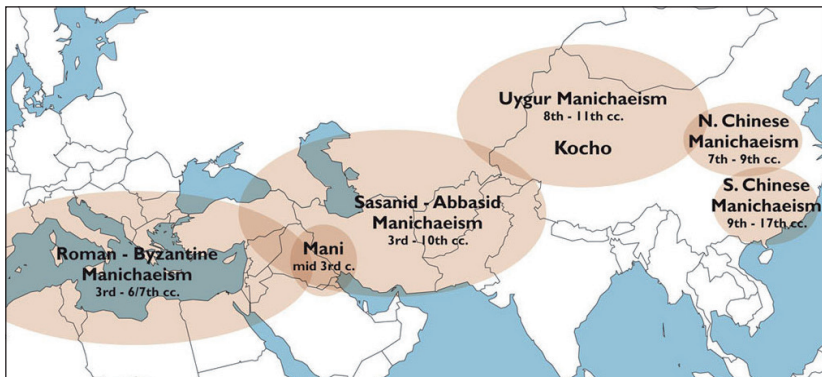 Uygur Manichaeism
8th - 11th cc.
Kocho
N. Chinese
Manichaeism
7th - 9th cc.
S. Chinese
Manichaeism
9th - 17th cc.
Sasanid - Abbasid
Manichaeism
3rd - 10th cc.
Mani
mid 3rd c.
Roman - Byzantine
Manichaeism
3rd - 6/7th cc.